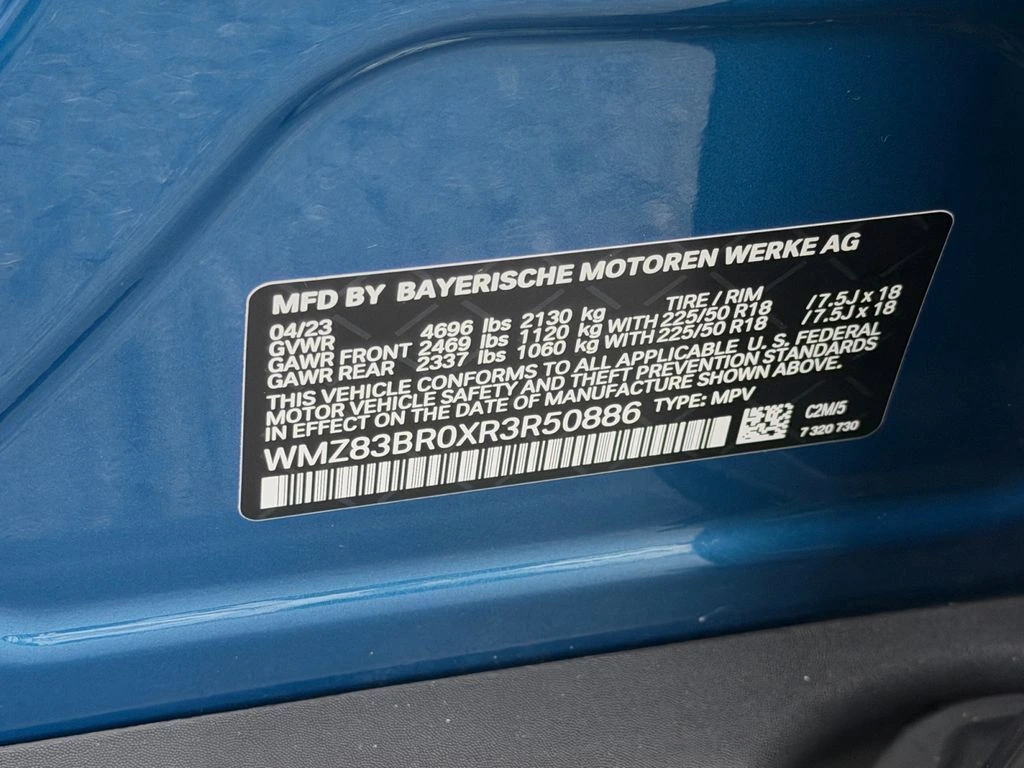 MFD BY BAYERISCHE MOTOREN WERKE AG
04/23 TIRE / RIM
GVWR 4696 lbs 2130 kg
GAWR FRONT 2469 lbs 1120 kg WITH 225/50 R18 /7.5J x 18
GAWR REAR 2337 lbs 1060 kg WITH 225/50 R18 /7.5J x 18
THIS VEHICLE CONFORMS TO ALL APPLICABLE U. S. FEDERAL
MOTOR VEHICLE SAFETY AND THEFT PREVENTION STANDARDS
IN EFFECT ON THE DATE OF MANUFACTURE SHOWN ABOVE.
WMZ83BR0XR3R50886 TYPE: MPV
C2M/5
7 320 730